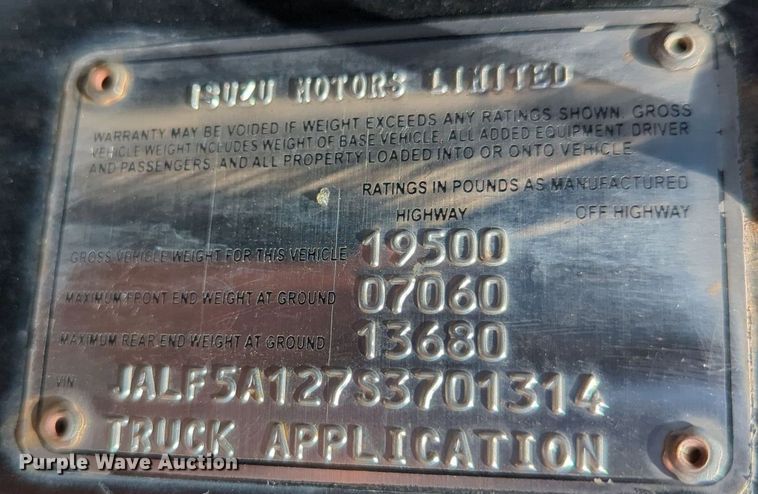 ISUZU MOTORS LIMITED
WARRANTY MAY BE VOIDED IF WEIGHT EXCEEDS ANY RATINGS SHOWN. GROSS
VEHICLE WEIGHT INCLUDES WEIGHT OF BASE VEHICLE, ALL ADDED EQUIPMENT, DRIVER
AND PASSENGERS, AND ALL PROPERTY LOADED INTO OR ONTO VEHICLE
RATINGS IN POUNDS AS MANUFACTURED
HIGHWAY OFF HIGHWAY
GROSS VEHICLE WEIGHT FOR THIS VEHICLE 19500
MAXIMUM FRONT END WEIGHT AT GROUND 07060
MAXIMUM REAR END WEIGHT AT GROUND 13680
VIN JALF5A127S3701314
TRUCK APPLICATION
Purple Wave Auction